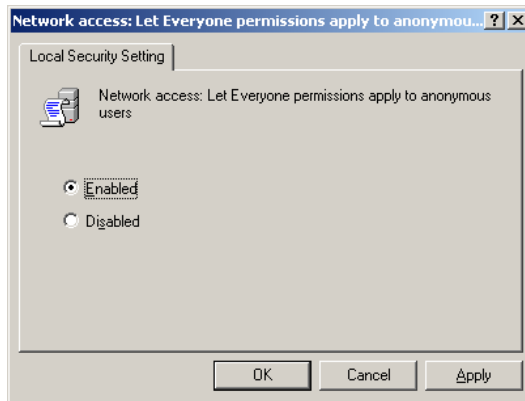 Network access: Let Everyone permissions apply to anonymou... ? X
Local Security Setting
Network access: Let Everyone permissions apply to anonymous
users
Enabled
Disabled
OK Cancel Apply